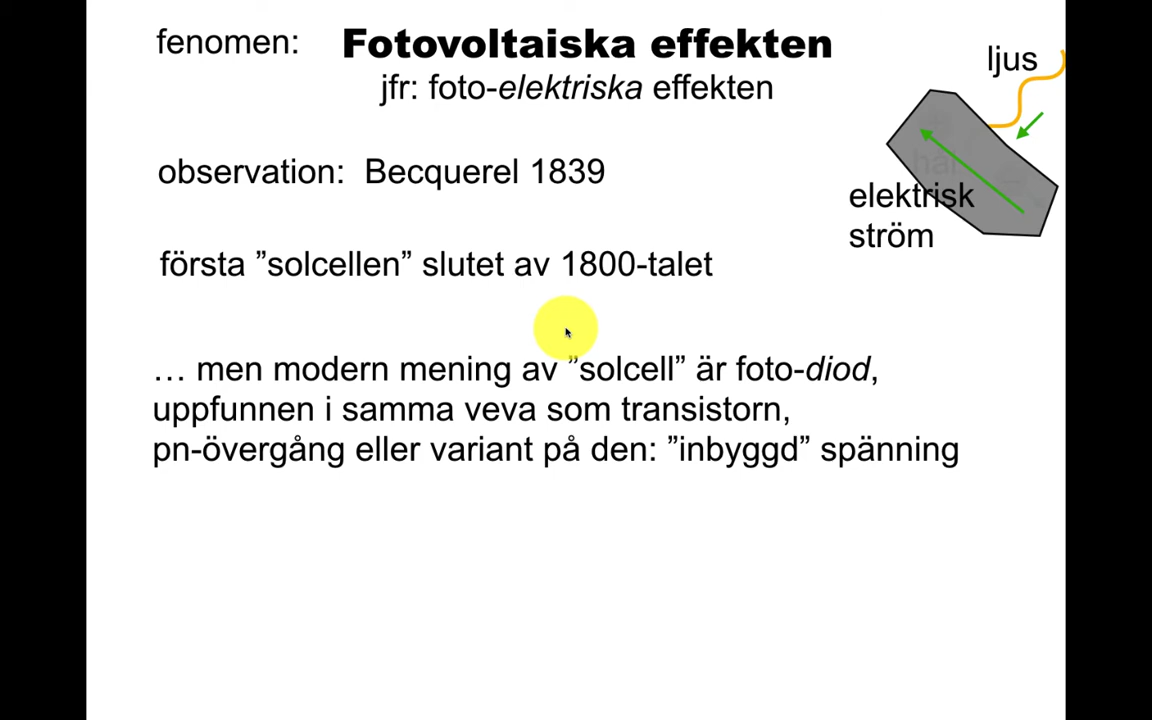 fenomen: Fotovoltaiska effekten
jfr: foto-elektriska effekten
ljus
observation: Becquerel 1839
hål
elektrisk
ström
första ”solcellen” slutet av 1800-talet
… men modern mening av ”solcell” är foto-diod,
uppfunnen i samma veva som transistorn,
pn-övergång eller variant på den: ”inbyggd” spänning